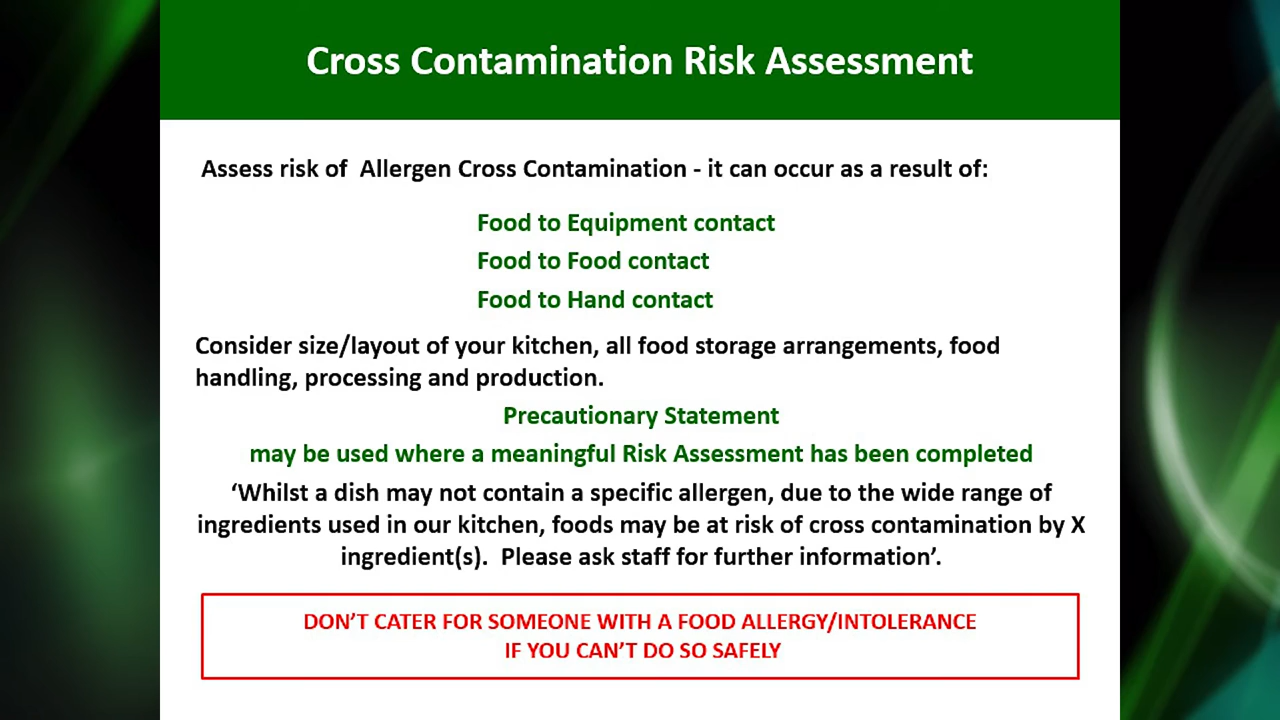 Cross Contamination Risk Assessment
Assess risk of  Allergen Cross Contamination - it can occur as a result of:
Food to Equipment contact
Food to Food contact
Food to Hand contact
Consider size/layout of your kitchen, all food storage arrangements, food
handling, processing and production.
Precautionary Statement
may be used where a meaningful Risk Assessment has been completed
‘Whilst a dish may not contain a specific allergen, due to the wide range of
ingredients used in our kitchen, foods may be at risk of cross contamination by X
ingredient(s).  Please ask staff for further information’.
DON’T CATER FOR SOMEONE WITH A FOOD ALLERGY/INTOLERANCE
IF YOU CAN’T DO SO SAFELY